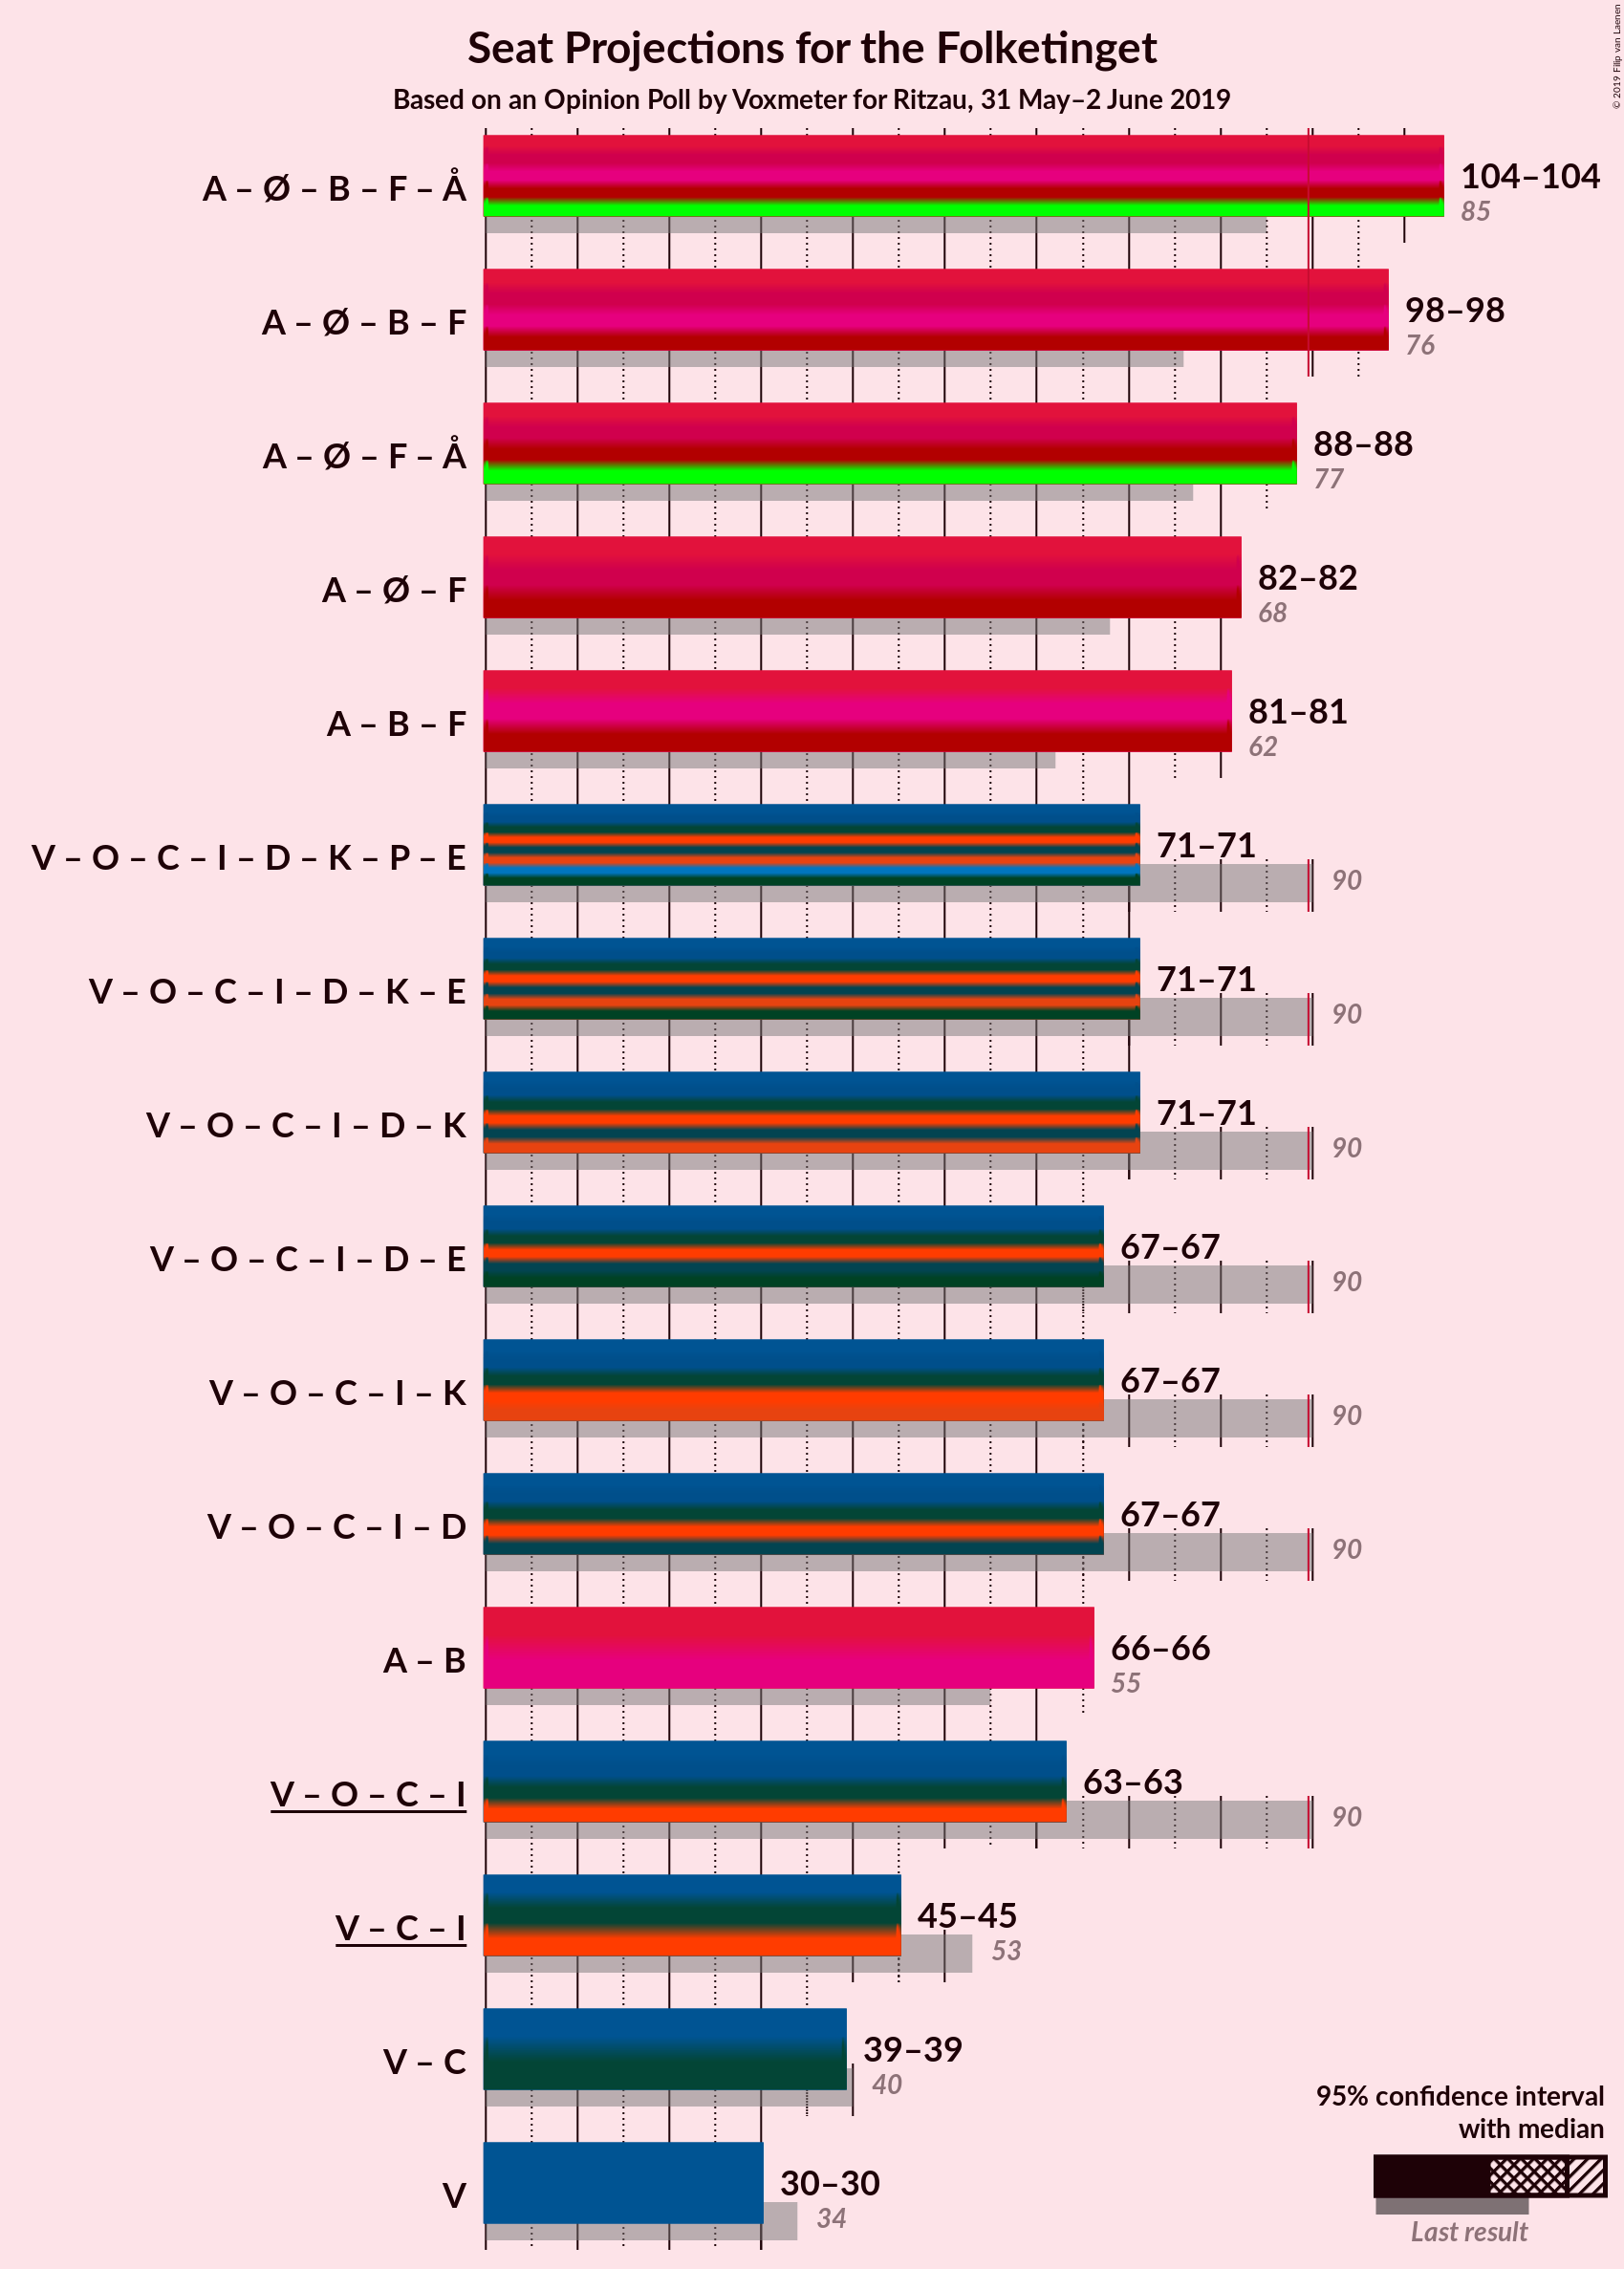 © 2019 Filip van Laenen
Seat Projections for the Folketinget
Based on an Opinion Poll by Voxmeter for Ritzau, 31 May–2 June 2019
A – Ø – B – F – Å
104–104
85
A – Ø – B – F
98–98
76
A – Ø – F – Å
88–88
77
A – Ø – F
82–82
68
A – B – F
81–81
62
V – O – C – I – D – K – P – E
71–71
90
V – O – C – I – D – K – E
71–71
90
V – O – C – I – D – K
71–71
90
V – O – C – I – D – E
67–67
90
V – O – C – I – K
67–67
90
V – O – C – I – D
67–67
90
A – B
66–66
55
V – O – C – I
63–63
90
V – C – I
45–45
53
V – C
39–39
40
V
30–30
34
95% confidence interval
with median
Last result